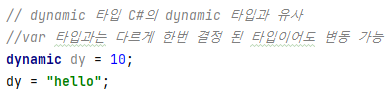 // dynamic 타입 C#의 dynamic 타입과 유사
//var 타입과는 다르게 한번 결정 된 타입이어도 변동 가능
dynamic dy = 10;
dy = "hello";